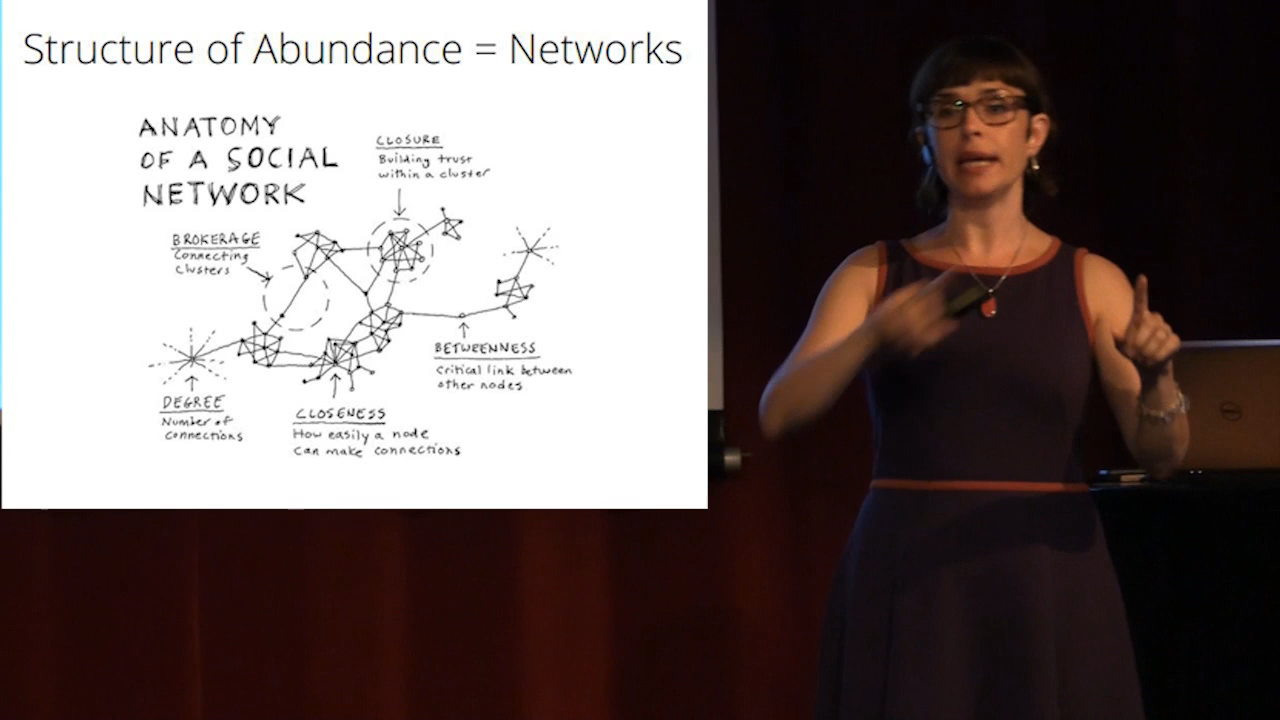 Structure of Abundance = Networks
ANATOMY
OF A SOCIAL
NETWORK
CLOSURE
Building trust
within a cluster
BROKERAGE
Connecting
clusters
BETWEENNESS
Critical link between
other nodes
DEGREE
Number of
connections
CLOSENESS
How easily a node
can make connections